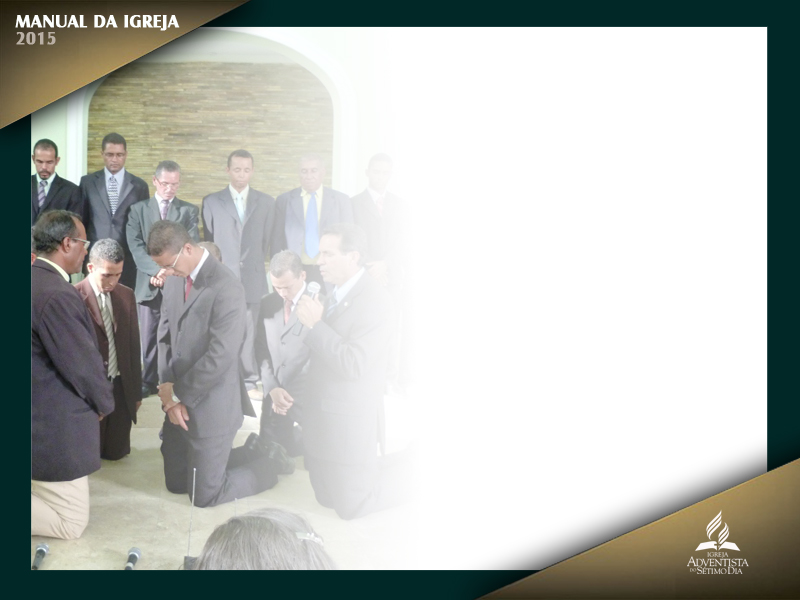 MANUAL DA IGREJA
2015
IGREJA
ADVENTISTA
DO SÉTIMO DIA